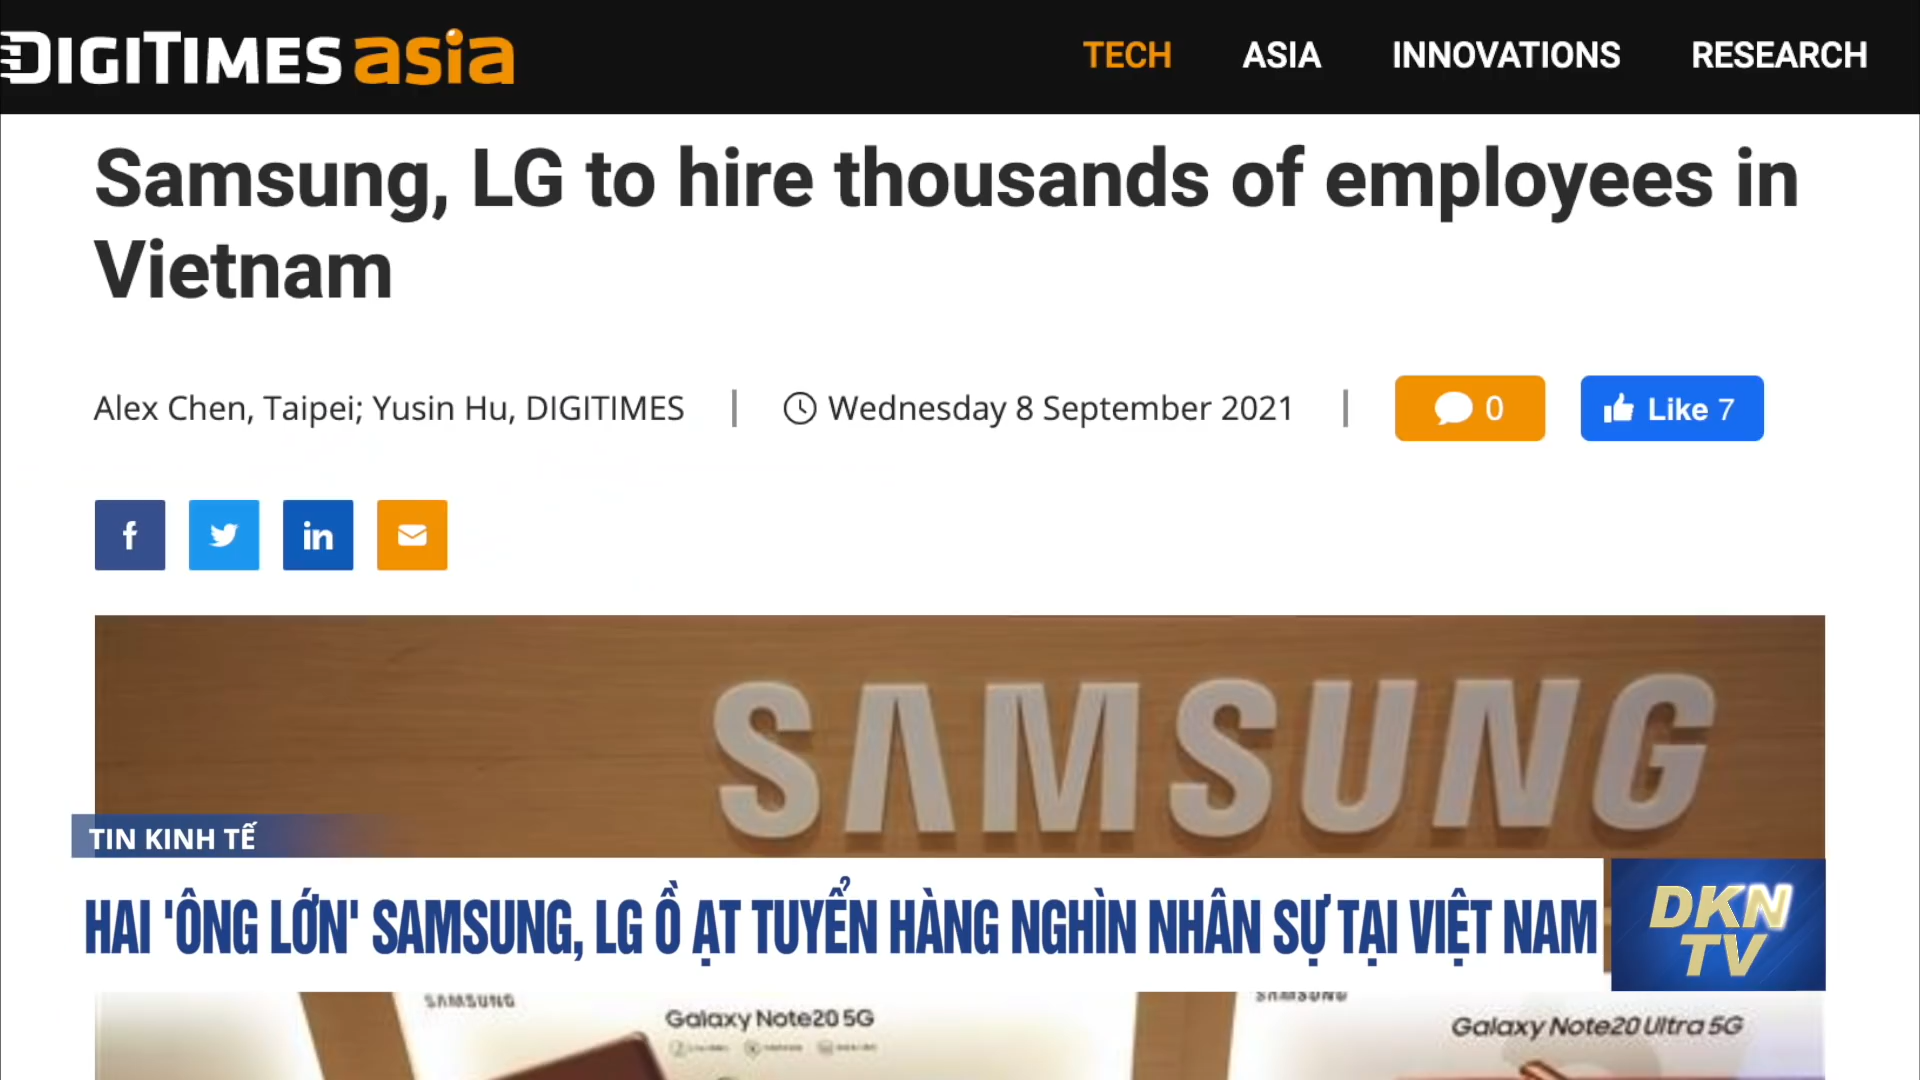 DIGITIMES asia
TECH ASIA INNOVATIONS RESEARCH
Samsung, LG to hire thousands of employees in
Vietnam
Alex Chen, Taipei; Yusin Hu, DIGITIMES | Wednesday 8 September 2021 | 0 Like 7
f in
SAMSUNG
TIN KINH TẾ
HAI 'ÔNG LỚN' SAMSUNG, LG Ồ ẠT TUYỂN HÀNG NGHÌN NHÂN SỰ TẠI VIỆT NAM
DKN
TV
SAMSUNG SAMSUNG
Galaxy Note20 5G Galaxy Note20 Ultra 5G